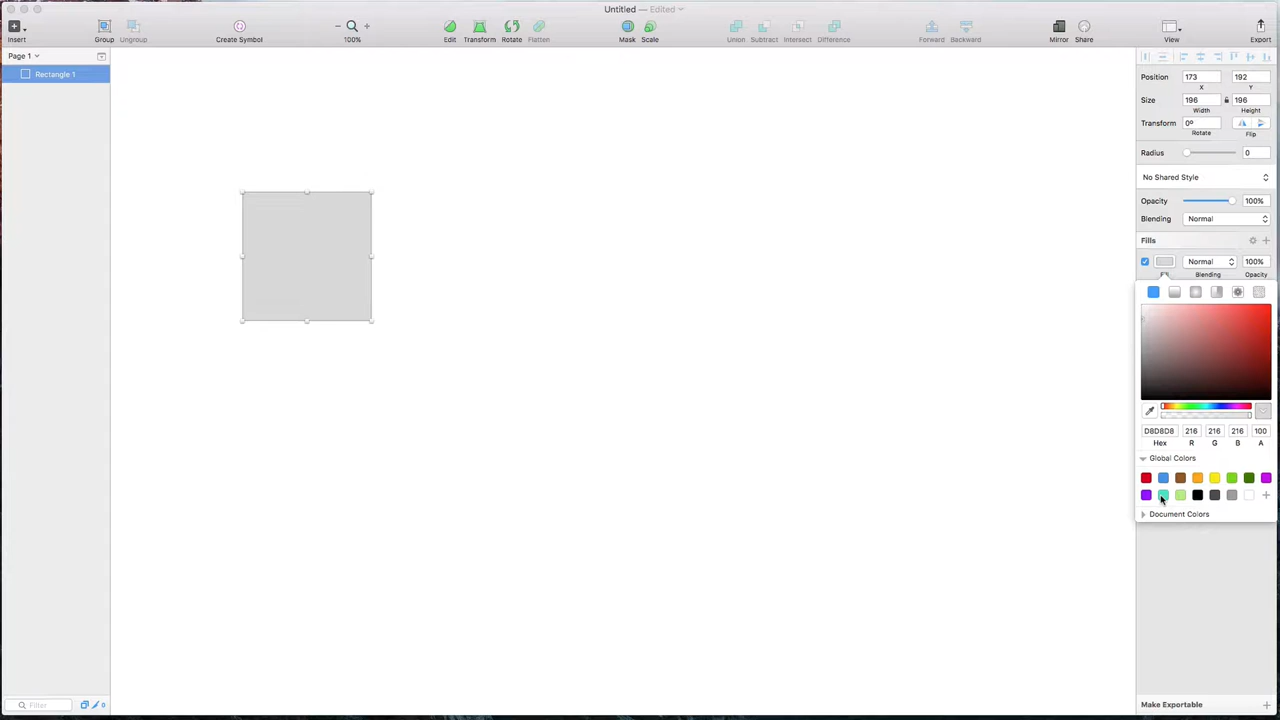 Untitled — Edited
Insert Group Ungroup Create Symbol 100% Edit Transform Rotate Flatten Mask Scale Union Subtract Intersect Difference Forward Backward Mirror Share View Export
Page 1
Rectangle 1
Position 173 192
X Y
Size 196 196
Width Height
Transform 0º
Rotate Flip
Radius 0
No Shared Style
Opacity 100%
Blending Normal
Fills
Normal 100%
Fill Blending Opacity
D8D8D8 216 216 216 100
Hex R G B A
Global Colors
Document Colors
Filter 0
Make Exportable